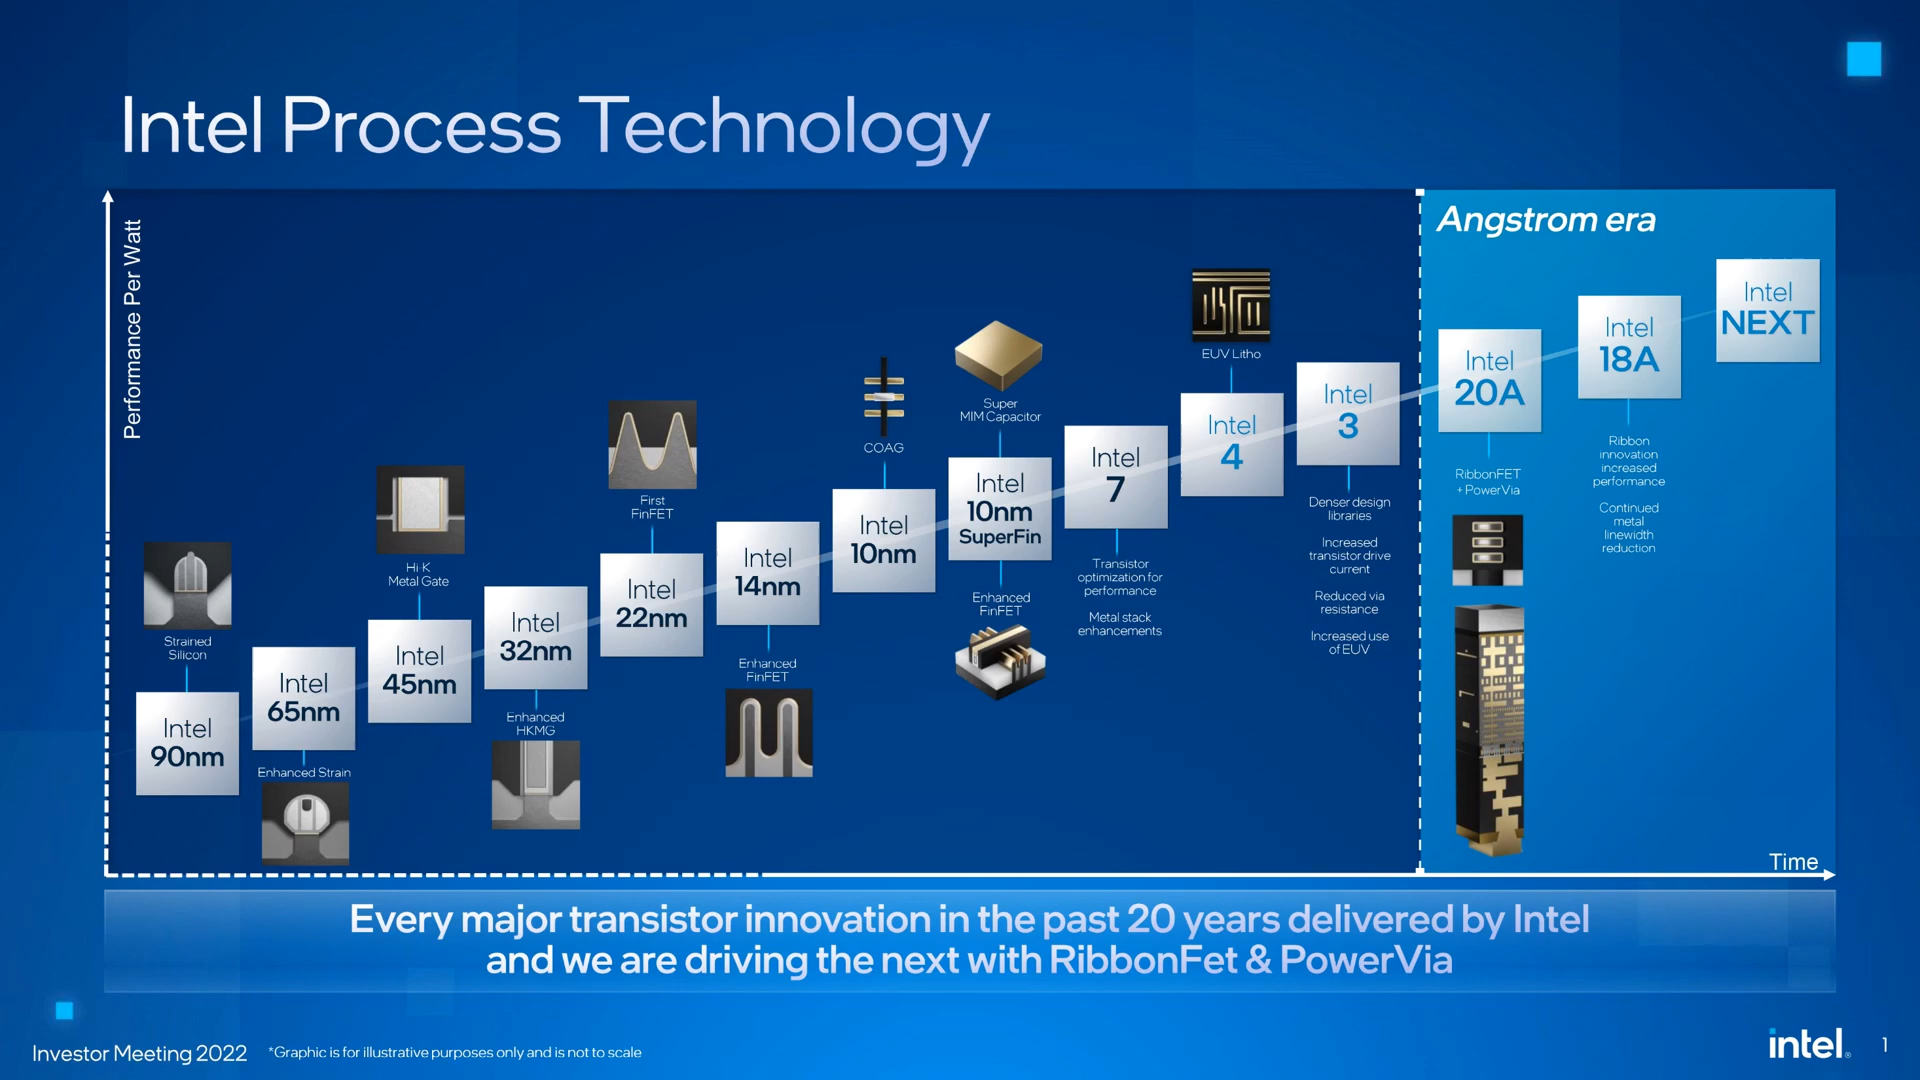 Intel Process Technology
Performance Per Watt
Angstrom era
Strained
Silicon
Intel
90nm
Intel
65nm
Enhanced Strain
Hi K
Metal Gate
Intel
45nm
Intel
32nm
Enhanced
HKMG
First
FinFET
Intel
22nm
Intel
14nm
Enhanced
FinFET
COAG
Intel
10nm
Super
MIM Capacitor
Intel
10nm
SuperFin
Enhanced
FinFET
Intel
7
Transistor
optimization for
performance
Metal stack
enhancements
EUV Litho
Intel
4
Intel
3
Denser design
libraries
Increased
transistor drive
current
Reduced via
resistance
Increased use
of EUV
Intel
20A
RibbonFET
+ PowerVia
Intel
18A
Ribbon
innovation
increased
performance
Continued
metal
linewidth
reduction
Intel
NEXT
Time
Every major transistor innovation in the past 20 years delivered by Intel
and we are driving the next with RibbonFet & PowerVia
Investor Meeting 2022
*Graphic is for illustrative purposes only and is not to scale
intel®
1